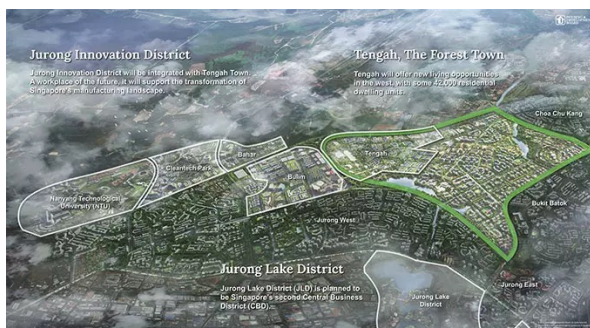 Jurong Innovation District
Jurong Innovation District will be integrated with Tengah Town.
A workplace of the future, it will support the transformation of
Singapore's manufacturing landscape.
Tengah, The Forest Town
Tengah will offer new living opportunities
in the west, with some 42,000 residential
dwelling units.
Choa Chu Kang
Bahar
Tengah
Cleantech Park
Bulim
Nanyang Technological
University (NTU)
Bukit Batok
Jurong West
Jurong Lake District
Jurong Lake District (JLD) is planned to
be Singapore's second Central Business
District (CBD).
Jurong East
Jurong Lake
District